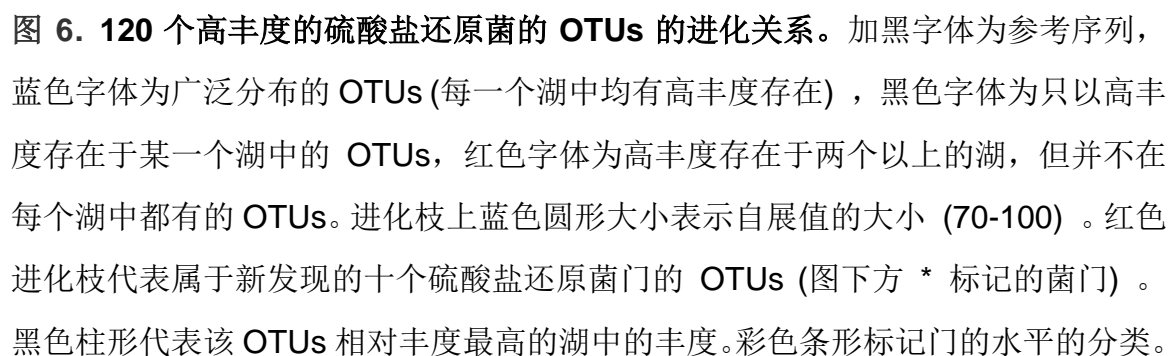 图 6. 120 个高丰度的硫酸盐还原菌的 OTUs 的进化关系。加黑字体为参考序列，
蓝色字体为广泛分布的 OTUs (每一个湖中均有高丰度存在) ，黑色字体为只以高丰
度存在于某一个湖中的 OTUs，红色字体为高丰度存在于两个以上的湖，但并不在
每个湖中都有的 OTUs。进化枝上蓝色圆形大小表示自展值的大小 (70-100) 。红色
进化枝代表属于新发现的十个硫酸盐还原菌门的 OTUs (图下方 * 标记的菌门) 。
黑色柱形代表该 OTUs 相对丰度最高的湖中的丰度。彩色条形标记门的水平的分类。